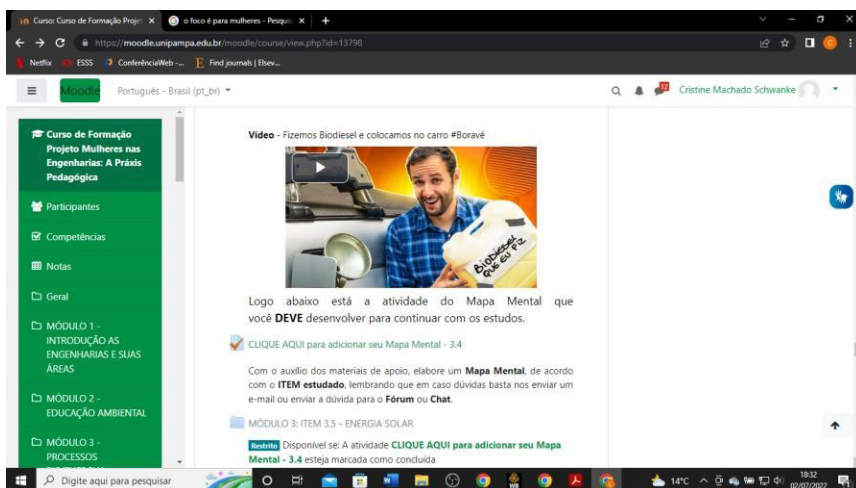 Curso: Curso de Formação Proje
o foco é para mulheres - Pesqui
https://moodle.unipampa.edu.br/moodle/course/view.php?id=13798
Netflix
ESSS
ConferênciaWeb -...
Find journals | Elsev...
Moodle
Português - Brasil (pt_br)
12
Cristine Machado Schwanke
Curso de Formação
Projeto Mulheres nas
Engenharias: A Práxis
Pedagógica
Participantes
Competências
Notas
Geral
MÓDULO 1 -
INTRODUÇÃO AS
ENGENHARIAS E SUAS
ÁREAS
MÓDULO 2 -
EDUCAÇÃO AMBIENTAL
MÓDULO 3 -
PROCESSOS
Vídeo - Fizemos Biodiesel e colocamos no carro #Boravê
BIODIESEL
QUE EU FIZ
Logo abaixo está a atividade do Mapa Mental que
você DEVE desenvolver para continuar com os estudos.
CLIQUE AQUI para adicionar seu Mapa Mental - 3.4
Com o auxílio dos materiais de apoio, elabore um Mapa Mental, de acordo
com o ITEM estudado, lembrando que em caso dúvidas basta nos enviar um
e-mail ou enviar a dúvida para o Fórum ou Chat.
MÓDULO 3: ITEM 3.5 - ENERGIA SOLAR
Restrito Disponível se: A atividade CLIQUE AQUI para adicionar seu Mapa
Mental - 3.4 esteja marcada como concluída
Digite aqui para pesquisar
14°C
18:32
02/07/2022